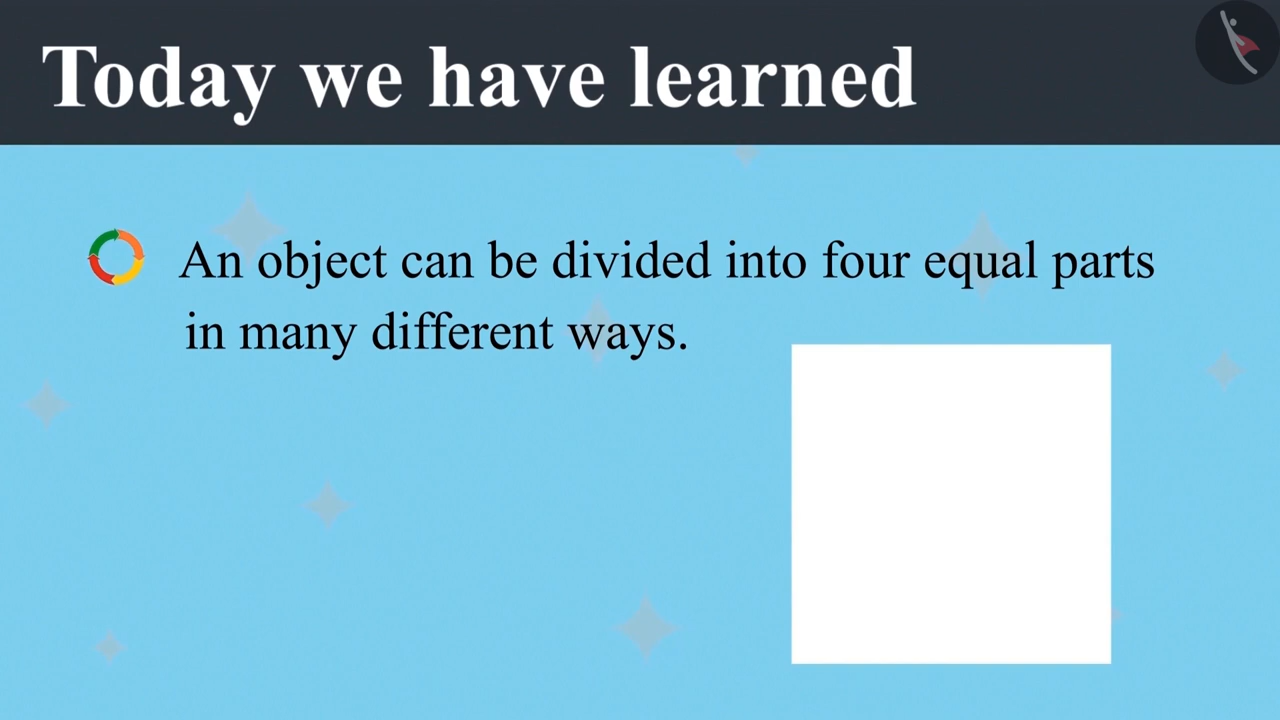 Today we have learned
An object can be divided into four equal parts
in many different ways.